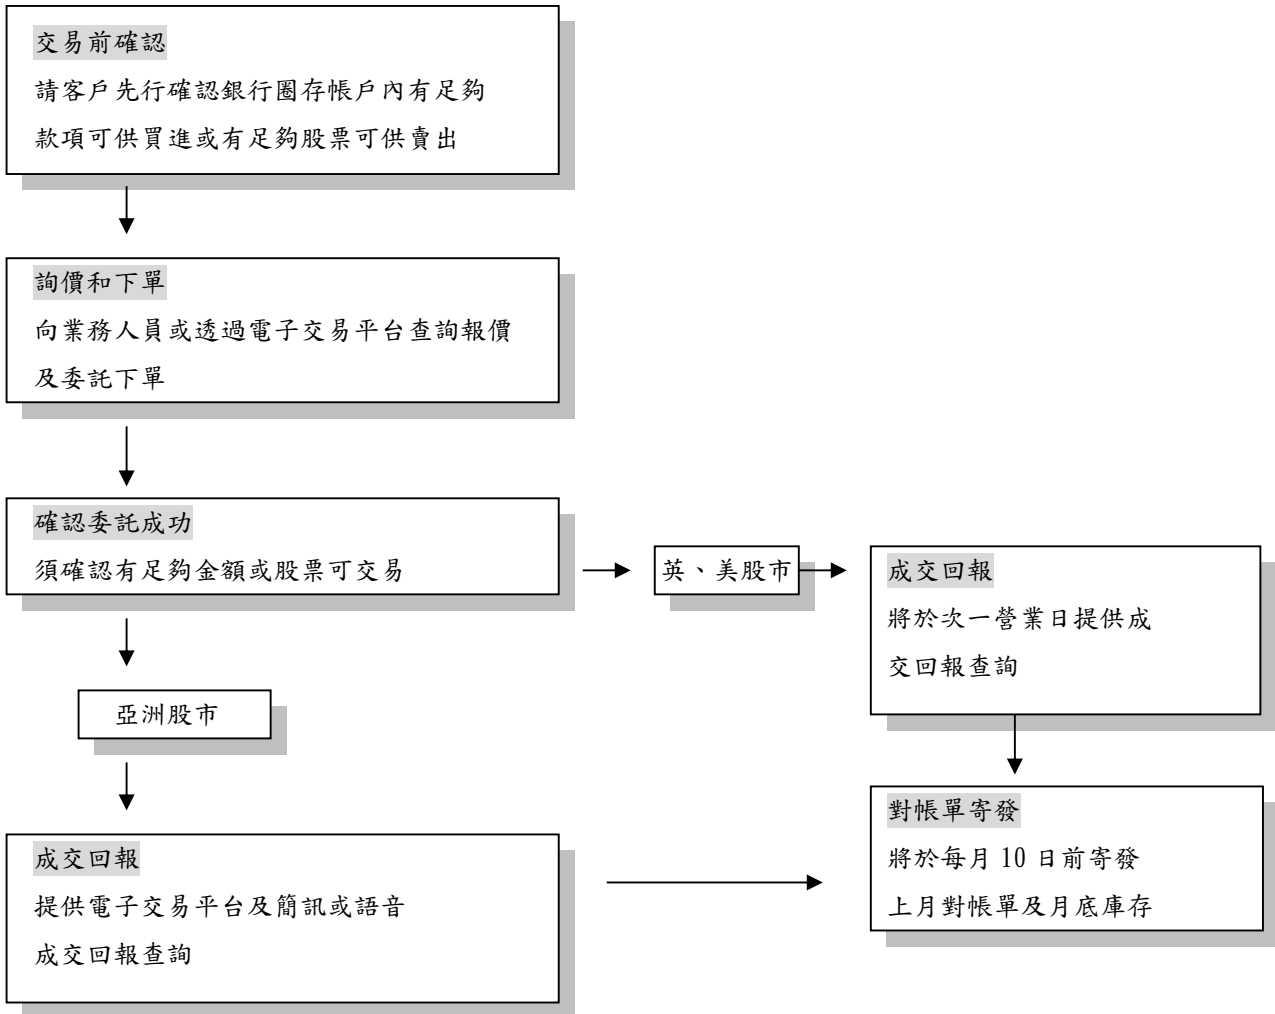 交易前確認
請客戶先行確認銀行圈存帳戶內有足夠
款項可供買進或有足夠股票可供賣出
詢價和下單
向業務人員或透過電子交易平台查詢報價
及委託下單
確認委託成功
須確認有足夠金額或股票可交易
英、美股市
成交回報
將於次一營業日提供成
交回報查詢
亞洲股市
成交回報
提供電子交易平台及簡訊或語音
成交回報查詢
對帳單寄發
將於每月 10 日前寄發
上月對帳單及月底庫存